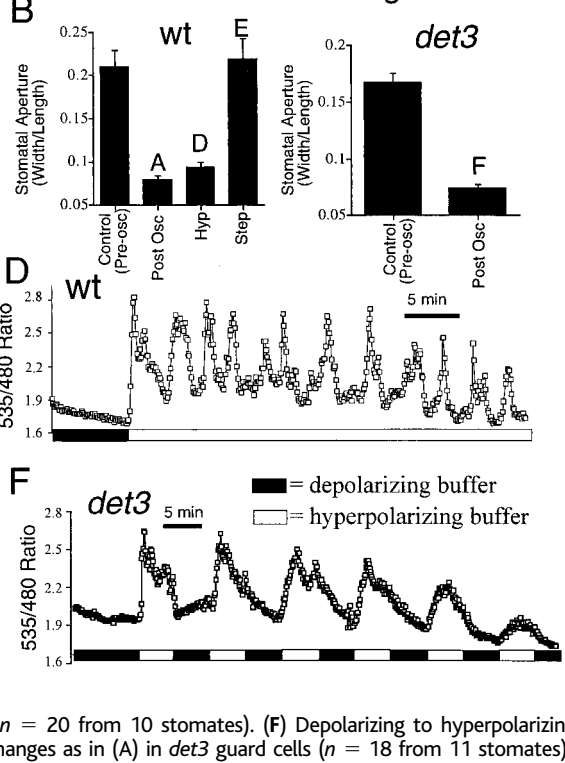 B
wt
det3
Stomatal Aperture
(Width/Length)
0.25
0.2
0.15
0.1
0.05
A
D
E
Control
(Pre-osc)
Post Osc
Hyp
Step
Stomatal Aperture
(Width/Length)
0.2
0.15
0.1
0.05
F
Control
(Pre-osc)
Post Osc
D
wt
5 min
535/480 Ratio
2.8
2.5
2.2
1.9
1.6
F
det3
5 min
= depolarizing buffer
= hyperpolarizing buffer
535/480 Ratio
2.8
2.5
2.2
1.9
1.6
n = 20 from 10 stomates). (F) Depolarizing to hyperpolarizin
hanges as in (A) in det3 guard cells (n = 18 from 11 stomates)